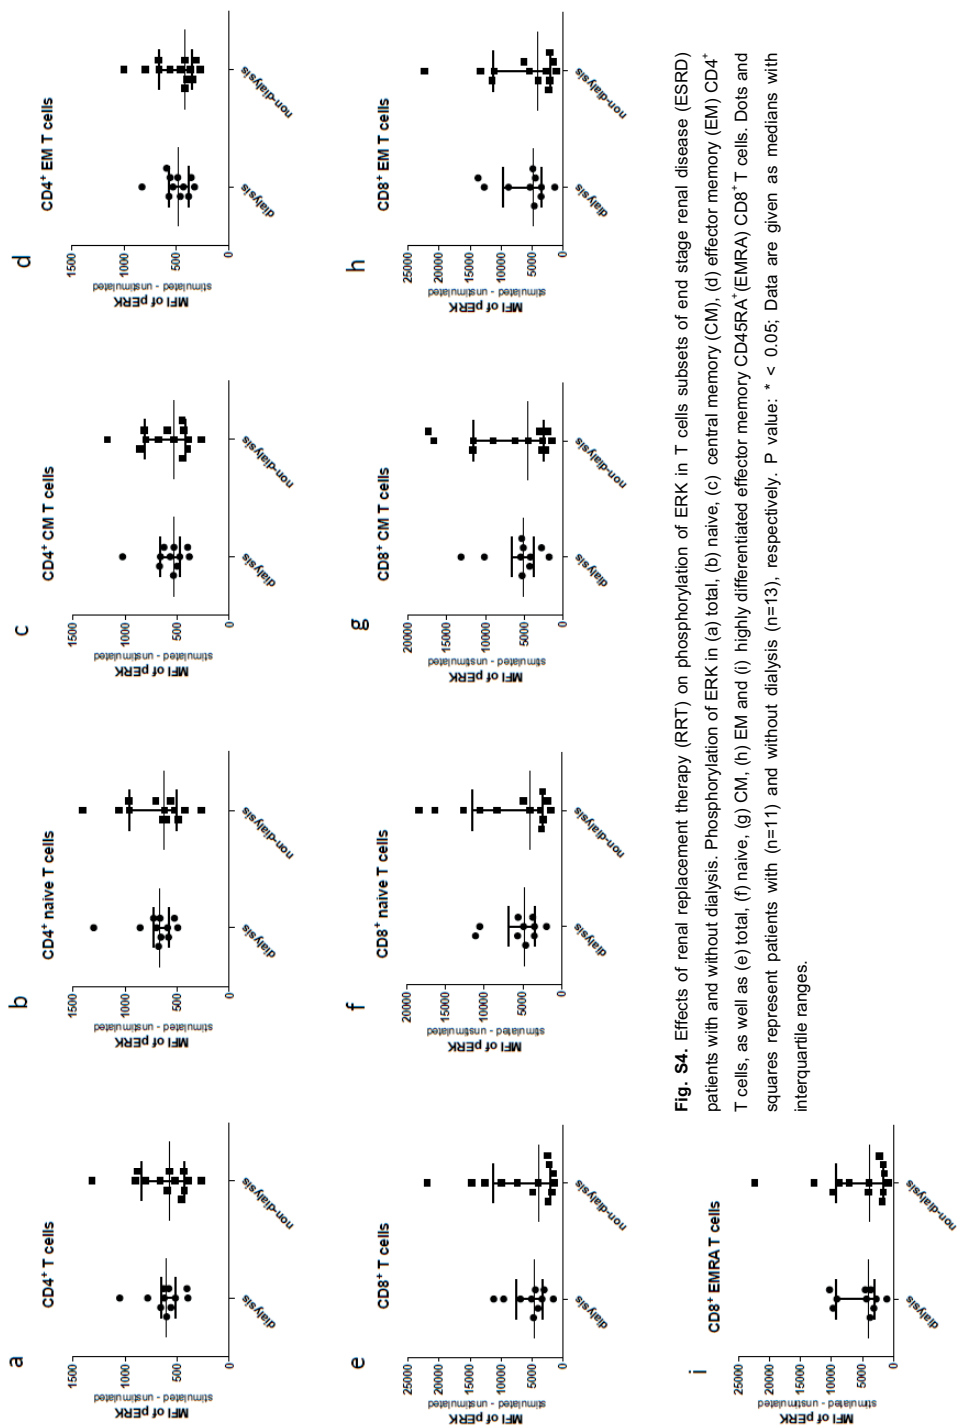 a
CD4⁺ T cells
MFI of pERK
stimulated - unstimulated
1500
1000
500
0
dialysis
non-dialysis
b
CD4⁺ naive T cells
MFI of pERK
stimulated - unstimulated
1500
1000
500
0
dialysis
non-dialysis
c
CD4⁺ CM T cells
MFI of pERK
stimulated - unstimulated
1500
1000
500
0
dialysis
non-dialysis
d
CD4⁺ EM T cells
MFI of pERK
stimulated - unstimulated
1500
1000
500
0
dialysis
non-dialysis
e
CD8⁺ T cells
MFI of pERK
stimulated - unstimulated
25000
20000
15000
10000
5000
0
dialysis
non-dialysis
f
CD8⁺ naive T cells
MFI of pERK
stimulated - unstimulated
20000
15000
10000
5000
0
dialysis
non-dialysis
g
CD8⁺ CM T cells
MFI of pERK
stimulated - unstimulated
20000
15000
10000
5000
0
dialysis
non-dialysis
h
CD8⁺ EM T cells
MFI of pERK
stimulated - unstimulated
25000
20000
15000
10000
5000
0
dialysis
non-dialysis
i
CD8⁺ EMRA T cells
MFI of pERK
stimulated - unstimulated
25000
20000
15000
10000
5000
0
dialysis
non-dialysis
Fig. S4. Effects of renal replacement therapy (RRT) on phosphorylation of ERK in T cells subsets of end stage renal disease (ESRD)
patients with and without dialysis. Phosphorylation of ERK in (a) total, (b) naive, (c) central memory (CM), (d) effector memory (EM) CD4⁺
T cells, as well as (e) total, (f) naive, (g) CM, (h) EM and (i) highly differentiated effector memory CD45RA⁺(EMRA) CD8⁺ T cells. Dots and
squares represent patients with (n=11) and without dialysis (n=13), respectively. P value: * < 0.05; Data are given as medians with
interquartile ranges.